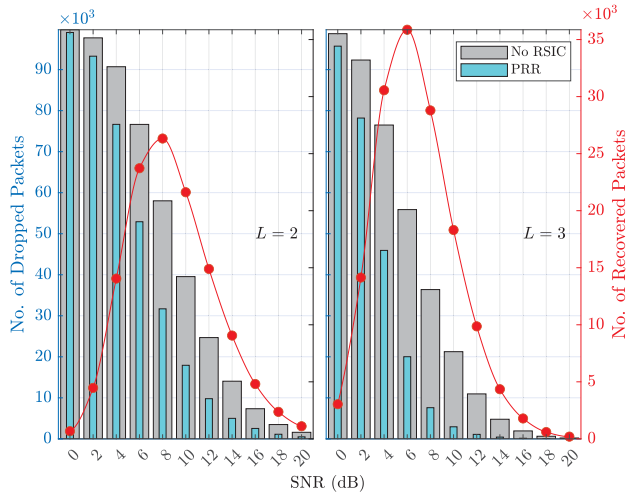 ×10³
×10³
No. of Dropped Packets
90
80
70
60
50
40
30
20
10
0
L = 2
0 2 4 6 8 10 12 14 16 18 20
No RSIC
PRR
L = 3
0 2 4 6 8 10 12 14 16 18 20
35
30
25
20
15
10
5
0
No. of Recovered Packets
SNR (dB)